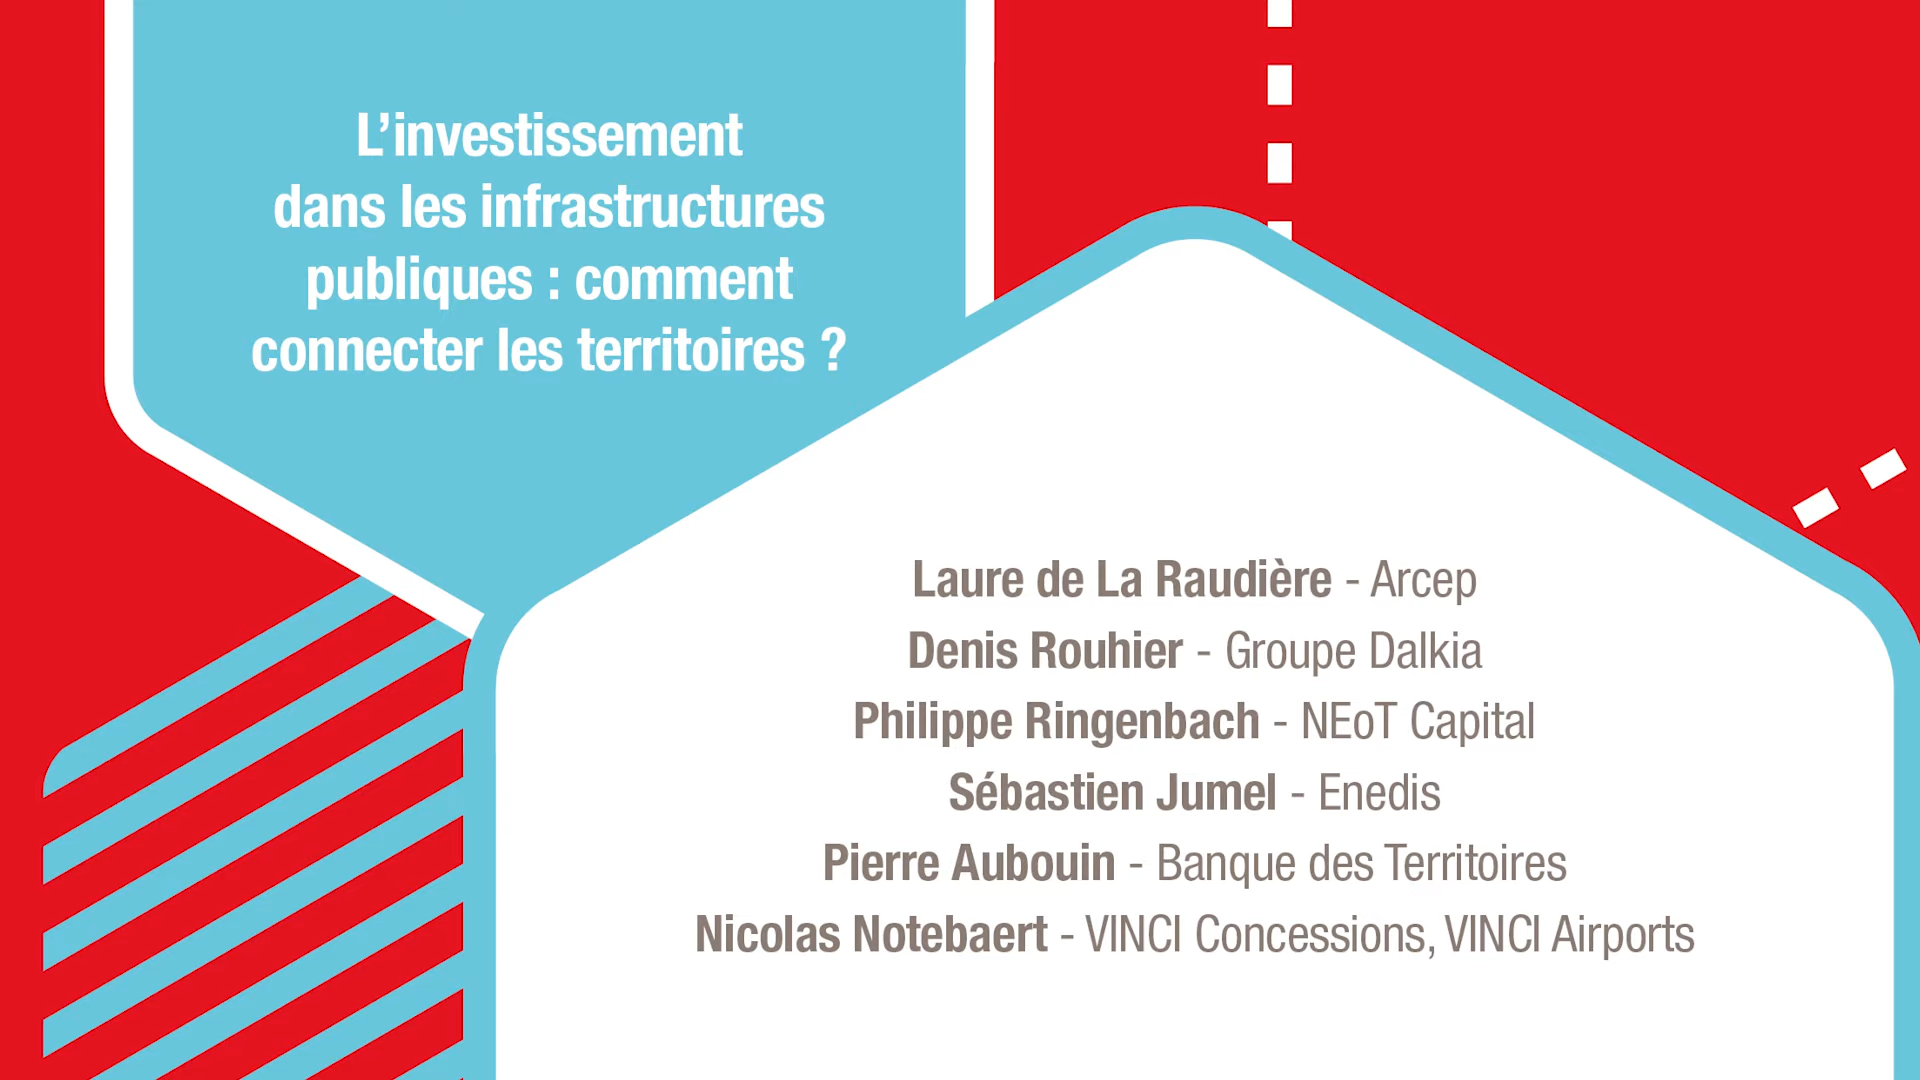 L’investissement
dans les infrastructures
publiques : comment
connecter les territoires ?
Laure de La Raudière - Arcep
Denis Rouhier - Groupe Dalkia
Philippe Ringenbach - NEoT Capital
Sébastien Jumel - Enedis
Pierre Aubouin - Banque des Territoires
Nicolas Notebaert - VINCI Concessions, VINCI Airports